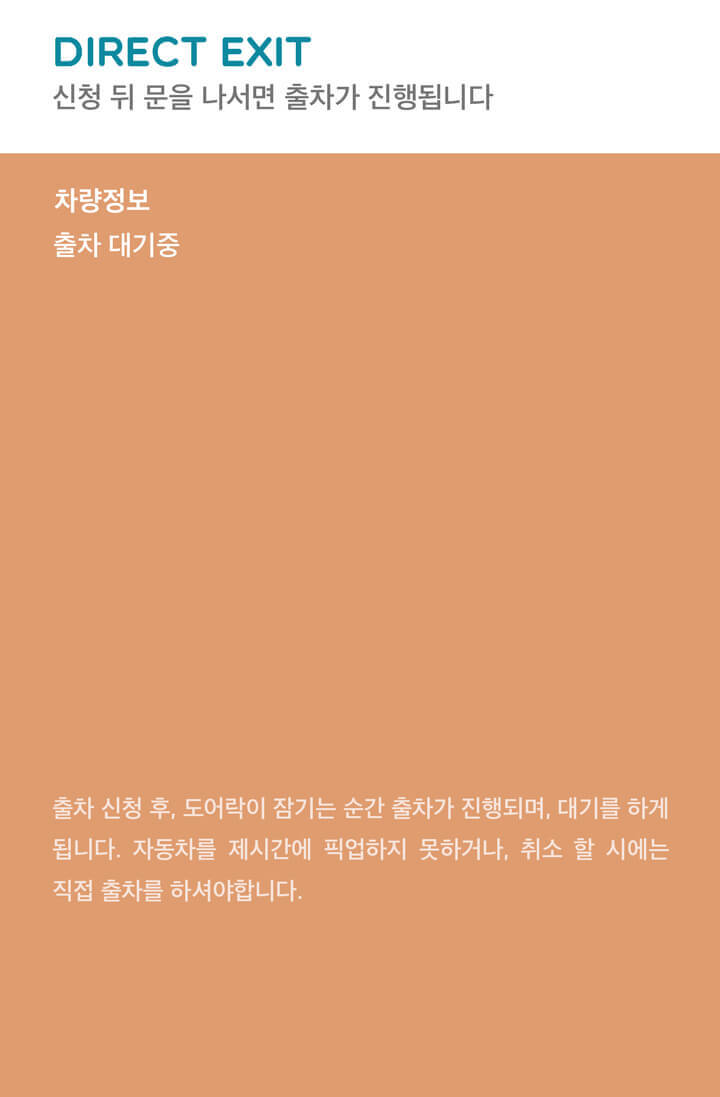 DIRECT EXIT
신청 뒤 문을 나서면 출차가 진행됩니다
차량정보
출차 대기중
출차 신청 후, 도어락이 잠기는 순간 출차가 진행되며, 대기를 하게
됩니다. 자동차를 제시간에 픽업하지 못하거나, 취소 할 시에는
직접 출차를 하셔야합니다.